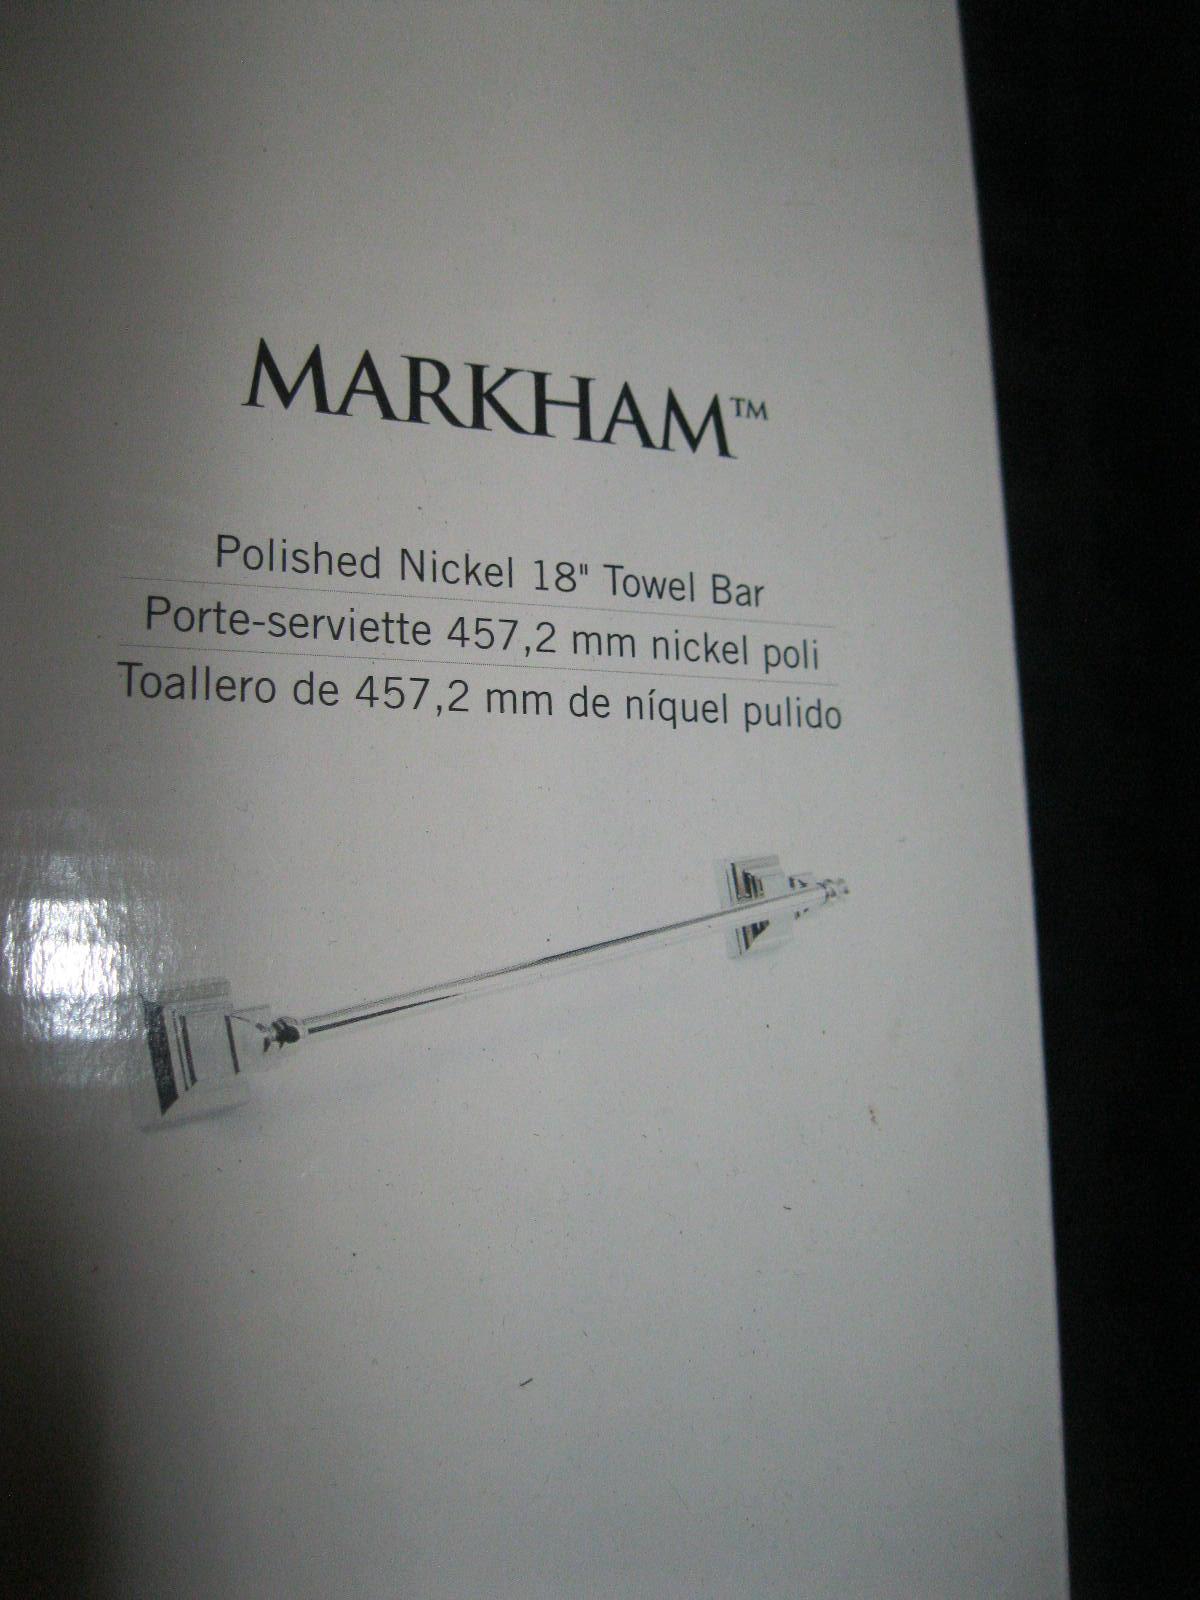 MARKHAM™
Polished Nickel 18" Towel Bar
Porte-serviette 457,2 mm nickel poli
Toallero de 457,2 mm de níquel pulido